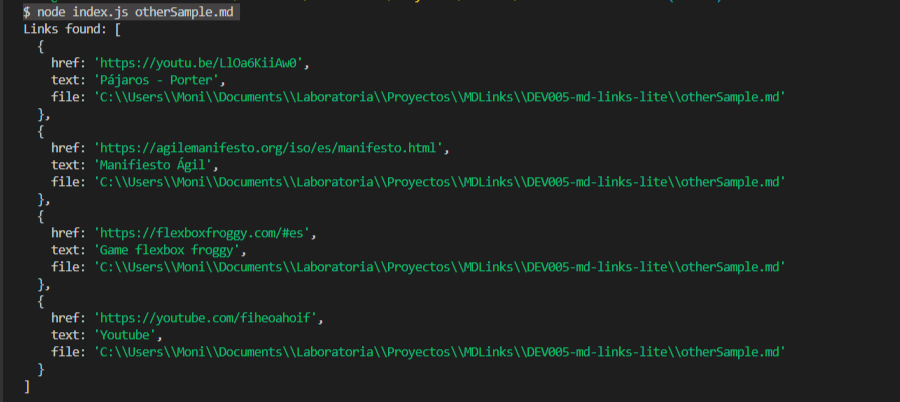 $ node index.js otherSample.md
Links found: [
  {
    href: 'https://youtu.be/LlOa6KiiAw0',
    text: 'Pájaros - Porter',
    file: 'C:\\Users\\Moni\\Documents\\Laboratoria\\Proyectos\\MDLinks\\DEV005-md-links-lite\\otherSample.md'
  },
  {
    href: 'https://agilemanifesto.org/iso/es/manifesto.html',
    text: 'Manifiesto Ágil',
    file: 'C:\\Users\\Moni\\Documents\\Laboratoria\\Proyectos\\MDLinks\\DEV005-md-links-lite\\otherSample.md'
  },
  {
    href: 'https://flexboxfroggy.com/#es',
    text: 'Game flexbox froggy',
    file: 'C:\\Users\\Moni\\Documents\\Laboratoria\\Proyectos\\MDLinks\\DEV005-md-links-lite\\otherSample.md'
  },
  {
    href: 'https://youtube.com/fiheoahoif',
    text: 'Youtube',
    file: 'C:\\Users\\Moni\\Documents\\Laboratoria\\Proyectos\\MDLinks\\DEV005-md-links-lite\\otherSample.md'
  }
]